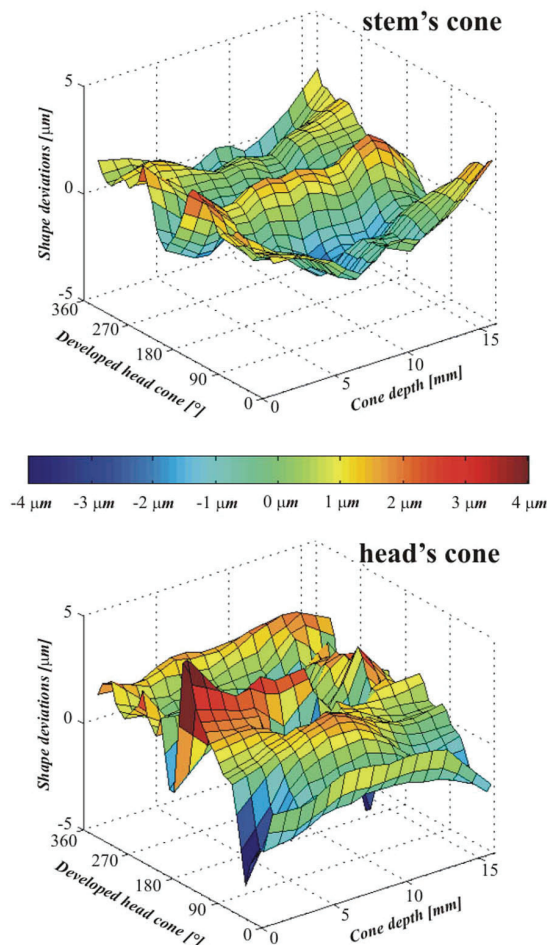 stem's cone
5
0
-5
Shape deviations [μm]
360
270
180
90
0
Developed head cone [°]
0
5
10
15
Cone depth [mm]
-4 μm -3 μm -2 μm -1 μm 0 μm 1 μm 2 μm 3 μm 4 μm
head's cone
5
0
-5
Shape deviations [μm]
360
270
180
90
0
Developed head cone [°]
0
5
10
15
Cone depth [mm]